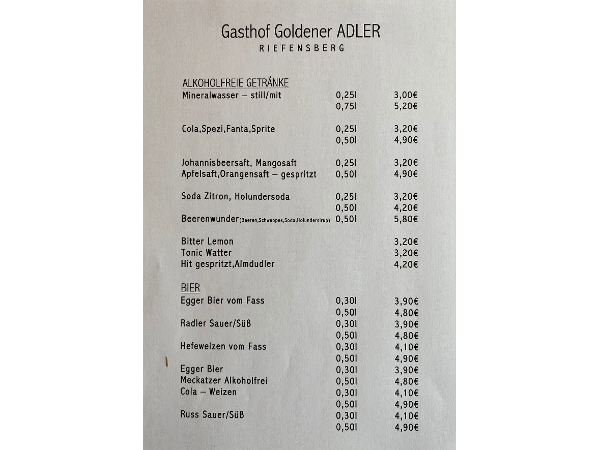 Gasthof Goldener ADLER
RIEFENSBERG
ALKOHOLFREIE GETRÄNKE
Mineralwasser – still/mit 0,25l 3,00€
0,75l 5,20€
Cola,Spezi,Fanta,Sprite 0,25l 3,20€
0,50l 4,90€
Johannisbeersaft, Mangosaft 0,25l 3,20€
Apfelsaft,Orangensaft – gespritzt 0,50l 4,90€
Soda Zitron, Holundersoda 0,25l 3,20€
0,50l 4,20€
Beerenwunder(Beeren,Schweppes,Soda,Holundersirup) 0,50l 5,80€
Bitter Lemon 3,20€
Tonic Watter 3,20€
Hit gespritzt,Almdudler 4,20€
BIER
Egger Bier vom Fass 0,30l 3,90€
0,50l 4,80€
Radler Sauer/Süß 0,30l 3,90€
0,50l 4,80€
Hefeweizen vom Fass 0,30l 4,10€
0,50l 4,90€
Egger Bier 0,30l 3,90€
Meckatzer Alkoholfrei 0,50l 4,80€
Cola – Weizen 0,30l 4,10€
0,50l 4,90€
Russ Sauer/Süß 0,30l 4,10€
0,50l 4,90€